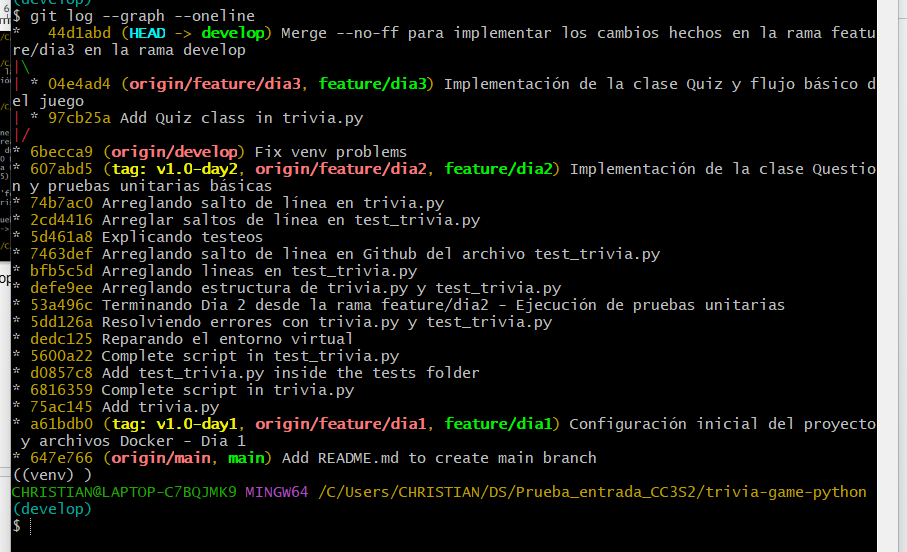 (develop)
$ git log --graph --oneline
*   44d1abd (HEAD -> develop) Merge --no-ff para implementar los cambios hechos en la rama featu
re/dia3 en la rama develop
|\
| * 04e4ad4 (origin/feature/dia3, feature/dia3) Implementación de la clase Quiz y flujo básico d
el juego
| * 97cb25a Add Quiz class in trivia.py
|/
* 6becca9 (origin/develop) Fix venv problems
* 607abd5 (tag: v1.0-day2, origin/feature/dia2, feature/dia2) Implementación de la clase Questio
n y pruebas unitarias básicas
* 74b7ac0 Arreglando salto de línea en trivia.py
* 2cd4416 Arreglar saltos de línea en test_trivia.py
* 5d461a8 Explicando testeos
* 7463def Arreglando salto de linea en Github del archivo test_trivia.py
* bfb5c5d Arreglando lineas en test_trivia.py
* defe9ee Arreglando estructura de trivia.py y test_trivia.py
* 53a496c Terminando Dia 2 desde la rama feature/dia2 - Ejecución de pruebas unitarias
* 5dd126a Resolviendo errores con trivia.py y test_trivia.py
* dedc125 Reparando el entorno virtual
* 5600a22 Complete script in test_trivia.py
* d0857c8 Add test_trivia.py inside the tests folder
* 6816359 Complete script in trivia.py
* 75ac145 Add trivia.py
* a61bdb0 (tag: v1.0-day1, origin/feature/dia1, feature/dia1) Configuración inicial del proyecto
 y archivos Docker - Dia 1
* 647e766 (origin/main, main) Add README.md to create main branch
((venv) )
CHRISTIAN@LAPTOP-C7BQJMK9 MINGW64 /C/Users/CHRISTIAN/DS/Prueba_entrada_CC3S2/trivia-game-python
(develop)
$